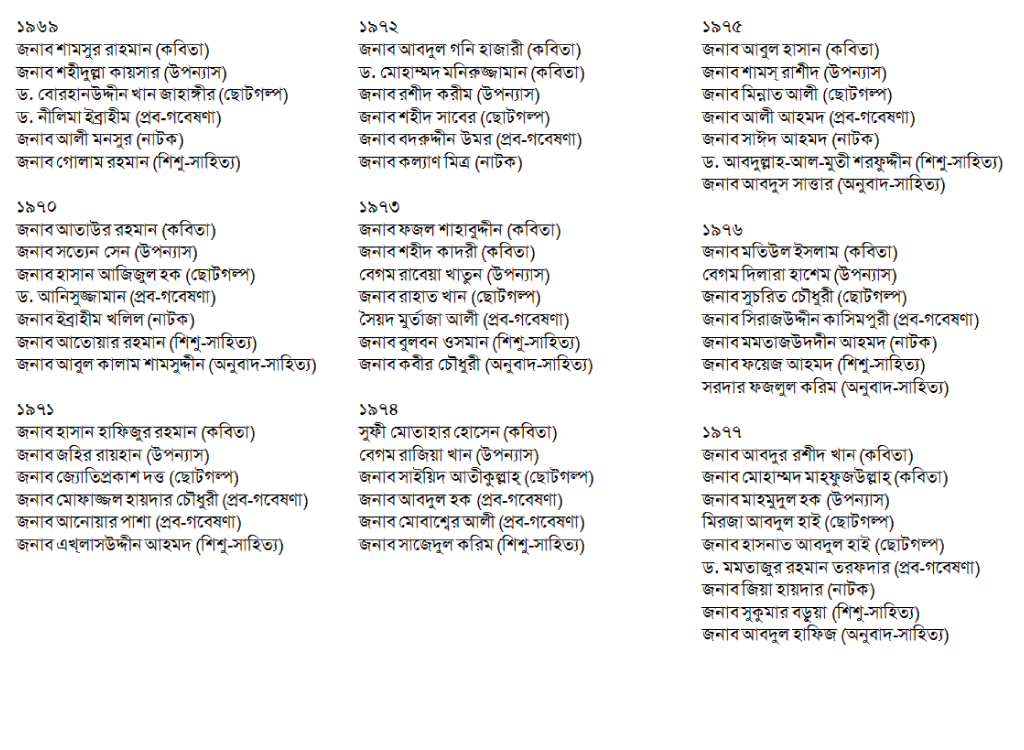 ১৯৬৯
জনাব শামসুর রাহমান (কবিতা)
জনাব শহীদুল্লা কায়সার (উপন্যাস)
ড. বোরহানউদ্দীন খান জাহাঙ্গীর (ছোটগল্প)
ড. নীলিমা ইব্রাহীম (প্রব-গবেষণা)
জনাব আলী মনসুর (নাটক)
জনাব গোলাম রহমান (শিশু-সাহিত্য)
১৯৭০
জনাব আতাউর রহমান (কবিতা)
জনাব সত্যেন সেন (উপন্যাস)
জনাব হাসান আজিজুল হক (ছোটগল্প)
ড. আনিসুজ্জামান (প্রব-গবেষণা)
জনাব ইব্রাহীম খলিল (নাটক)
জনাব আতোয়ার রহমান (শিশু-সাহিত্য)
জনাব আবুল কালাম শামসুদ্দীন (অনুবাদ-সাহিত্য)
১৯৭১
জনাব হাসান হাফিজুর রহমান (কবিতা)
জনাব জহির রায়হান (উপন্যাস)
জনাব জ্যোতিপ্রকাশ দত্ত (ছোটগল্প)
জনাব মোফাজ্জল হায়দার চৌধুরী (প্রব-গবেষণা)
জনাব আনোয়ার পাশা (প্রব-গবেষণা)
জনাব এখ্‌লাসউদ্দীন আহমদ (শিশু-সাহিত্য)
১৯৭২
জনাব আবদুল গনি হাজারী (কবিতা)
ড. মোহাম্মদ মনিরুজ্জামান (কবিতা)
জনাব রশীদ করীম (উপন্যাস)
জনাব শহীদ সাবের (ছোটগল্প)
জনাব বদরুদ্দীন উমর (প্রব-গবেষণা)
জনাব কল্যাণ মিত্র (নাটক)
১৯৭৩
জনাব ফজল শাহাবুদ্দীন (কবিতা)
জনাব শহীদ কাদরী (কবিতা)
বেগম রাবেয়া খাতুন (উপন্যাস)
জনাব রাহাত খান (ছোটগল্প)
সৈয়দ মুর্তাজা আলী (প্রব-গবেষণা)
জনাব বুলবন ওসমান (শিশু-সাহিত্য)
জনাব কবীর চৌধুরী (অনুবাদ-সাহিত্য)
১৯৭৪
সুফী মোতাহার হোসেন (কবিতা)
বেগম রাজিয়া খান (উপন্যাস)
জনাব সাইয়িদ আতীকুল্লাহ্ (ছোটগল্প)
জনাব আবদুল হক (প্রব-গবেষণা)
জনাব মোবাশ্বের আলী (প্রব-গবেষণা)
জনাব সাজেদুল করিম (শিশু-সাহিত্য)
১৯৭৫
জনাব আবুল হাসান (কবিতা)
জনাব শামস্ রাশীদ (উপন্যাস)
জনাব মিন্নাত আলী (ছোটগল্প)
জনাব আলী আহমদ (প্রব-গবেষণা)
জনাব সাঈদ আহমদ (নাটক)
ড. আবদুল্লাহ-আল-মুতী শরফুদ্দীন (শিশু-সাহিত্য)
জনাব আবদুস সাত্তার (অনুবাদ-সাহিত্য)
১৯৭৬
জনাব মতিউল ইসলাম (কবিতা)
বেগম দিলারা হাশেম (উপন্যাস)
জনাব সুচরিত চৌধুরী (ছোটগল্প)
জনাব সিরাজউদ্দীন কাসিমপুরী (প্রব-গবেষণা)
জনাব মমতাজউদদীন আহমদ (নাটক)
জনাব ফয়েজ আহমদ (শিশু-সাহিত্য)
সরদার ফজলুল করিম (অনুবাদ-সাহিত্য)
১৯৭৭
জনাব আবদুর রশীদ খান (কবিতা)
জনাব মোহাম্মদ মাহ্‌ফুজউল্লাহ্ (কবিতা)
জনাব মাহমুদুল হক (উপন্যাস)
মিরজা আবদুল হাই (ছোটগল্প)
জনাব হাসনাত আবদুল হাই (ছোটগল্প)
ড. মমতাজুর রহমান তরফদার (প্রব-গবেষণা)
জনাব জিয়া হায়দার (নাটক)
জনাব সুকুমার বড়ুয়া (শিশু-সাহিত্য)
জনাব আবদুল হাফিজ (অনুবাদ-সাহিত্য)